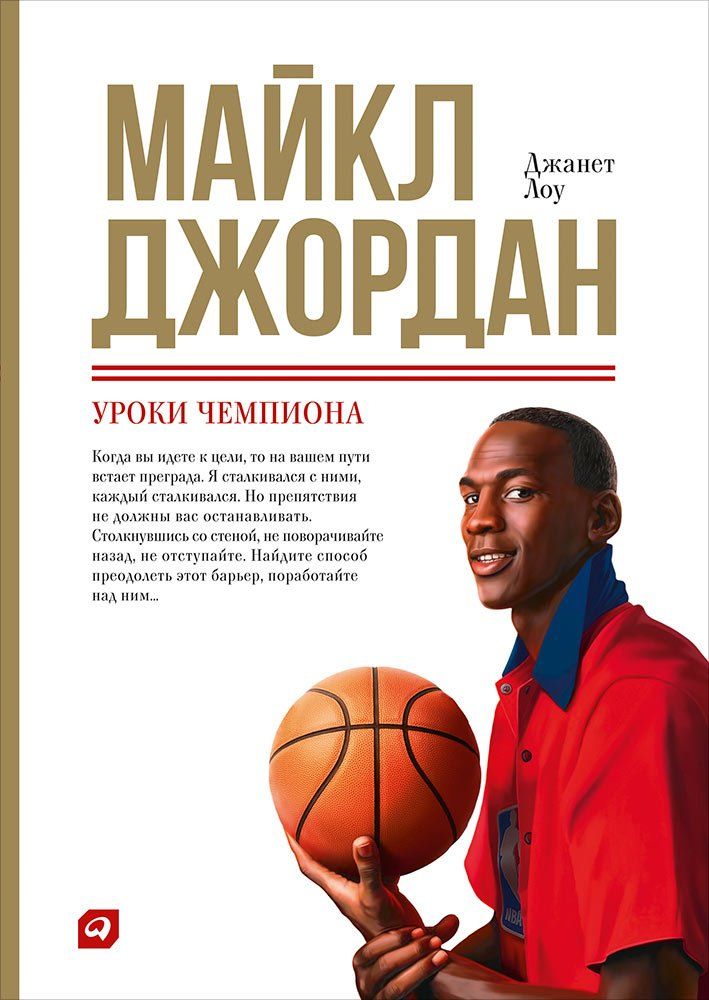 МАЙКЛ
ДЖОРДАН
Джанет
Лоу
УРОКИ ЧЕМПИОНА
Когда вы идете к цели, то на вашем пути
встает преграда. Я сталкивался с ними,
каждый сталкивался. Но препятствия
не должны вас останавливать.
Столкнувшись со стеной, не поворачивайте
назад, не отступайте. Найдите способ
преодолеть этот барьер, поработайте
над ним...
NBA